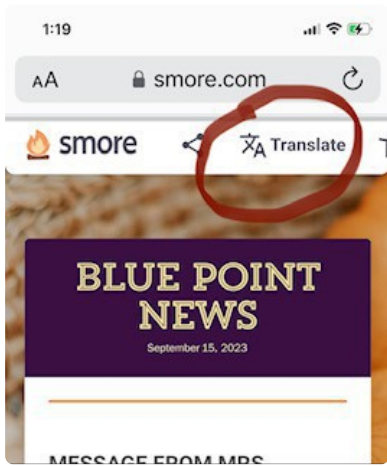 1:19
AA smore.com
smore Translate
BLUE POINT
NEWS
September 15, 2023
MESSAGE FROM MRS